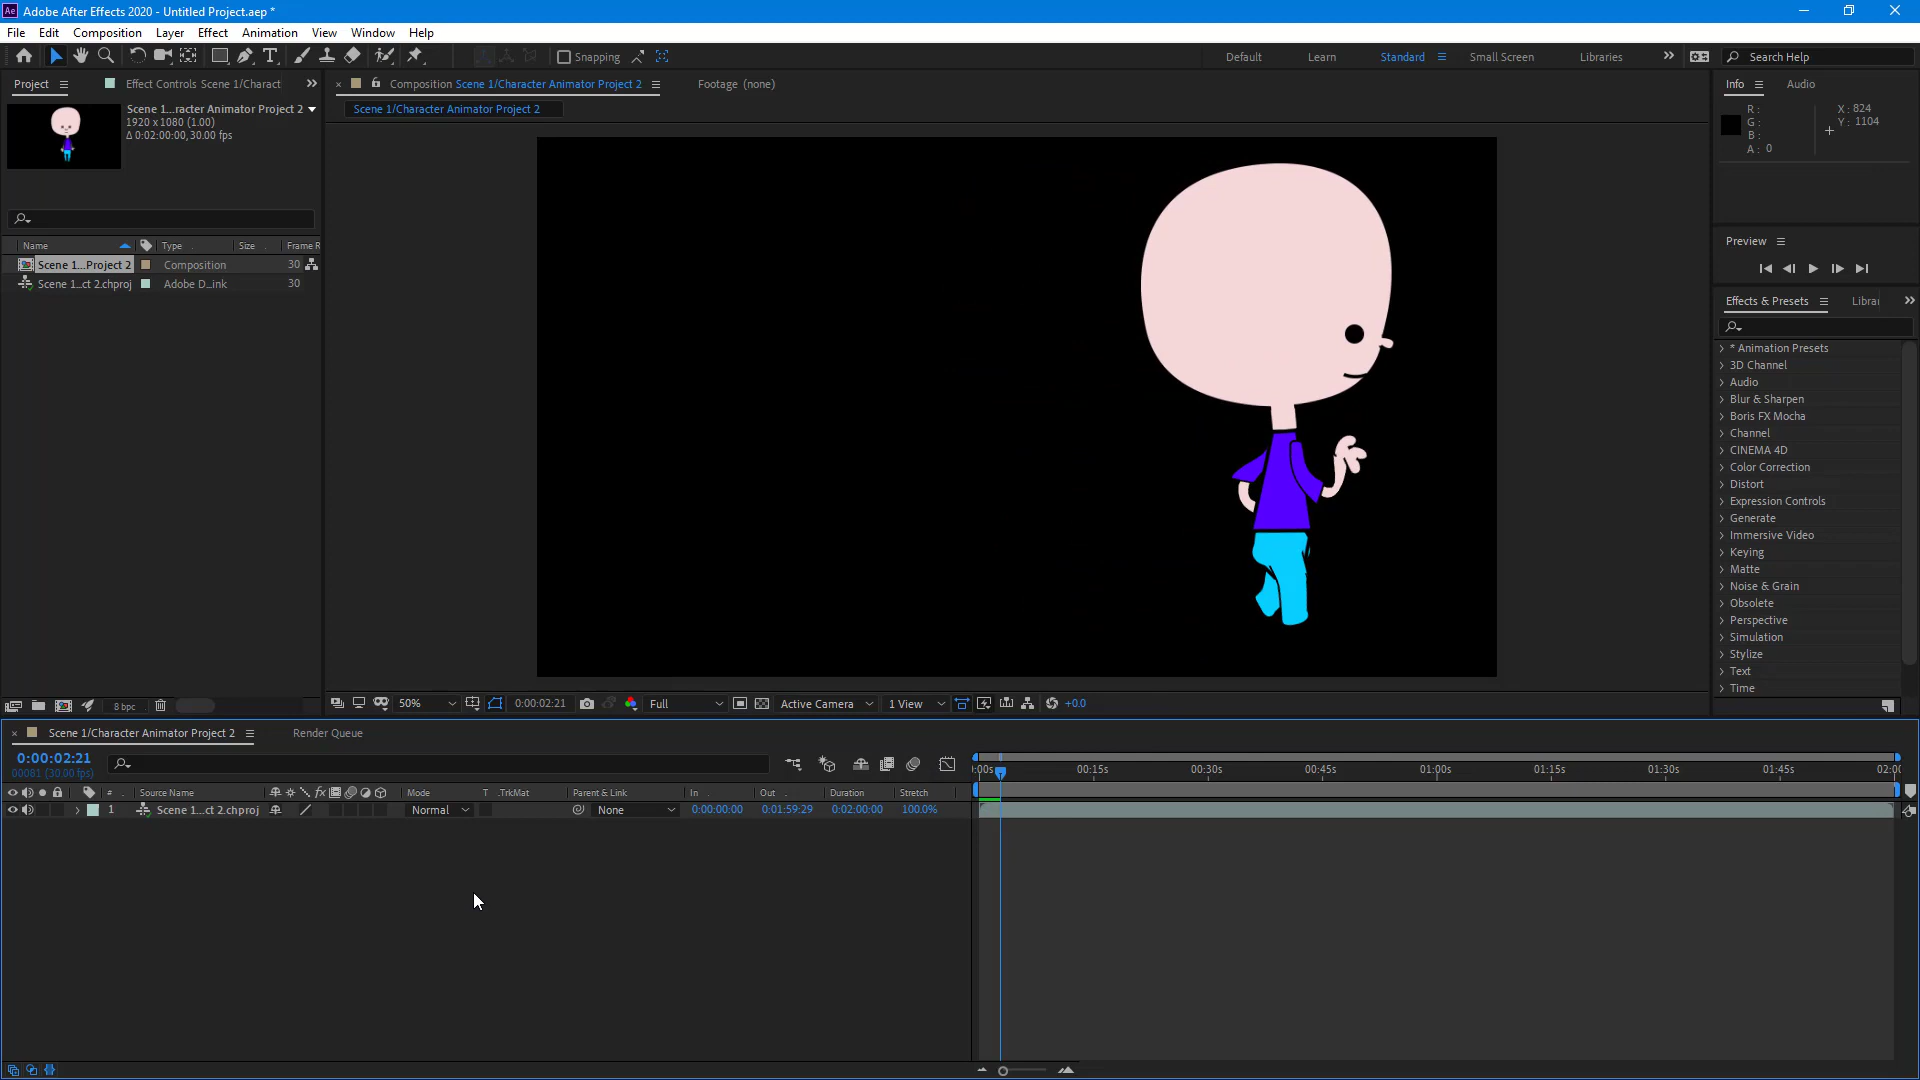 Ae Adobe After Effects 2020 - Untitled Project.aep *
File Edit Composition Layer Effect Animation View Window Help
Snapping
Default Learn Standard Small Screen Libraries
Search Help
Project
Effect Controls Scene 1/Charact
Scene 1...racter Animator Project 2
1920 x 1080 (1.00)
Δ 0:02:00:00, 30.00 fps
Name Type Size Frame R
Scene 1...Project 2 Composition 30
Scene 1...ct 2.chproj Adobe D...ink 30
8 bpc
Composition Scene 1/Character Animator Project 2
Footage (none)
Scene 1/Character Animator Project 2
50% 0:00:02:21 Full Active Camera 1 View +0.0
Info Audio
R :
G :
B :
A : 0
X : 824
Y : 1104
Preview
Effects & Presets Librar
* Animation Presets
3D Channel
Audio
Blur & Sharpen
Boris FX Mocha
Channel
CINEMA 4D
Color Correction
Distort
Expression Controls
Generate
Immersive Video
Keying
Matte
Noise & Grain
Obsolete
Perspective
Simulation
Stylize
Text
Time
Scene 1/Character Animator Project 2
Render Queue
0:00:02:21
00081 (30.00 fps)
# Source Name fx Mode T .TrkMat Parent & Link In Out Duration Stretch
1 Scene 1...ct 2.chproj Normal None 0:00:00:00 0:01:59:29 0:02:00:00 100.0%
:00s 00:15s 00:30s 00:45s 01:00s 01:15s 01:30s 01:45s 02:00